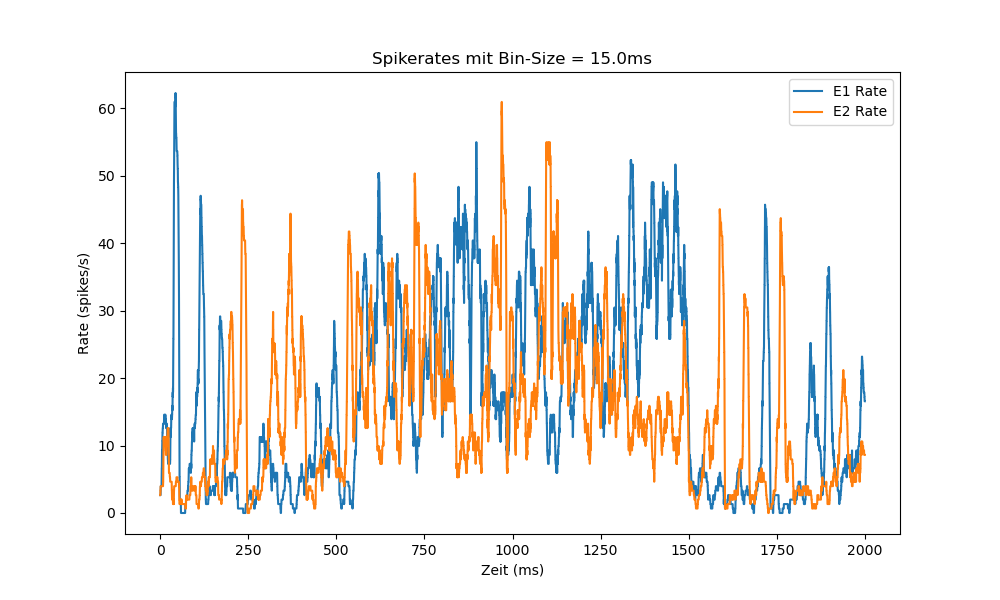 Spikerates mit Bin-Size = 15.0ms
E1 Rate
E2 Rate
Rate (spikes/s)
60
50
40
30
20
10
0
0 250 500 750 1000 1250 1500 1750 2000
Zeit (ms)